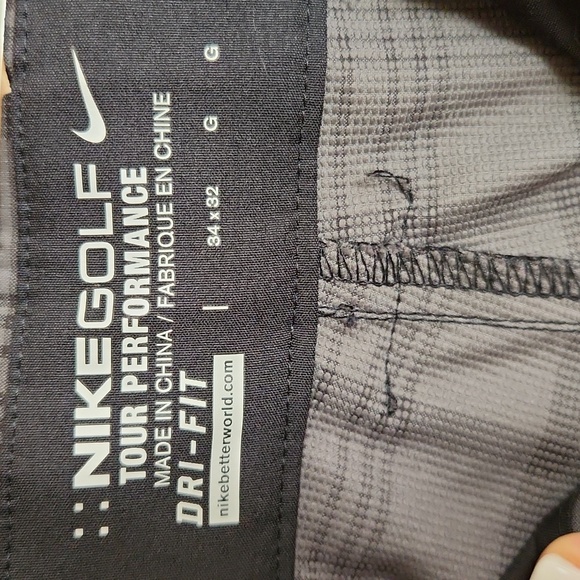 NIKEGOLF
TOUR PERFORMANCE
MADE IN CHINA / FABRIQUE EN CHINE
DRI-FIT
34 x 32 G G
nikebetterworld.com